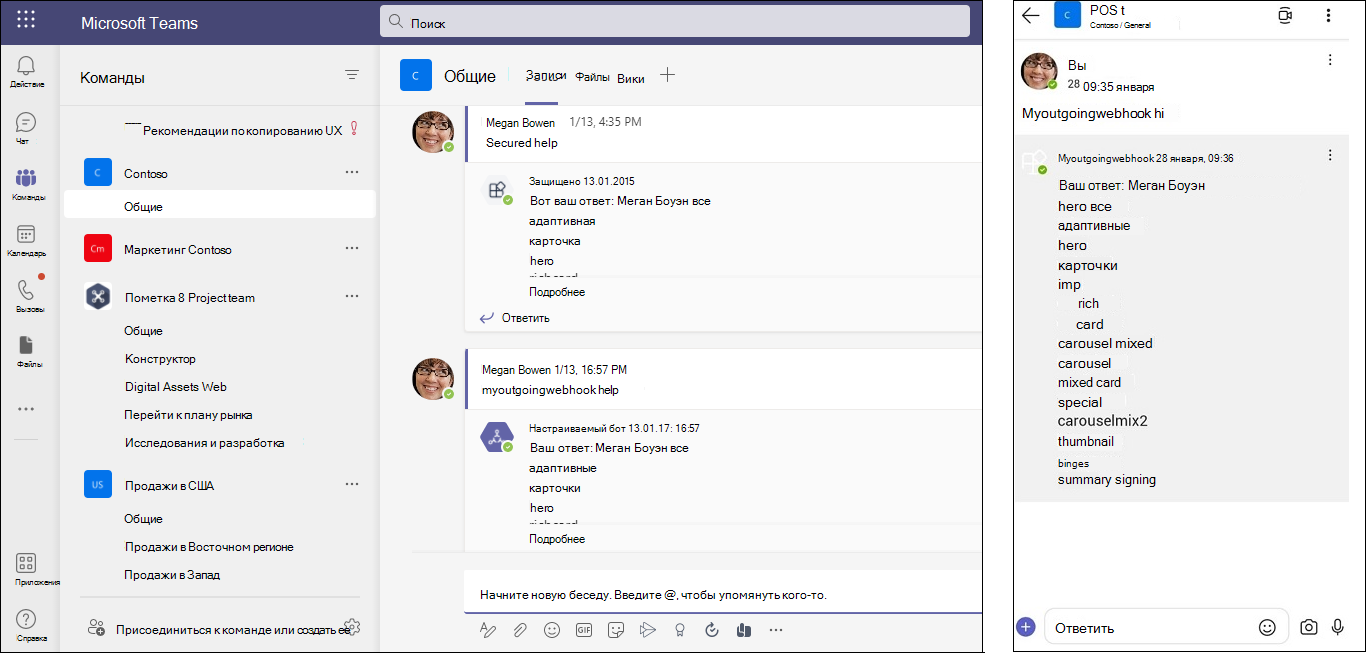 Microsoft Teams
Поиск
Действие
Чат
Команды
Календарь
Вызовы
Файлы
Приложения
Справка
Команды
Рекомендации по копированию UX
C
Contoso
Общие
Cm
Маркетинг Contoso
Пометка 8 Project team
Общие
Конструктор
Digital Assets Web
Перейти к плану рынка
Исследования и разработка
US
Продажи в США
Общие
Продажи в Восточном регионе
Продажи в Запад
Присоединиться к команде или создать ее
C
Общие
Записи
Файлы
Вики
Megan Bowen 1/13, 4:35 PM
Secured help
Защищено 13.01.2015
Вот ваш ответ: Меган Боуэн все
адаптивная
карточка
hero
Подробнее
Ответить
Megan Bowen 1/13, 16:57 PM
myoutgoingwebhook help
Настраиваемый бот 13.01.17: 16:57
Ваш ответ: Меган Боуэн все
адаптивные
карточки
hero
Подробнее
Начните новую беседу. Введите @, чтобы упомянуть кого-то.
GIF
C
POS t
Contoso / General
Вы
28 09:35 января
Myoutgoingwebhook hi
Myoutgoingwebhook 28 января, 09:36
Ваш ответ: Меган Боуэн
hero все
адаптивные
hero
карточки
imp
rich
card
carousel mixed
carousel
mixed card
special
carouselmix2
thumbnail
binges
summary signing
Ответить